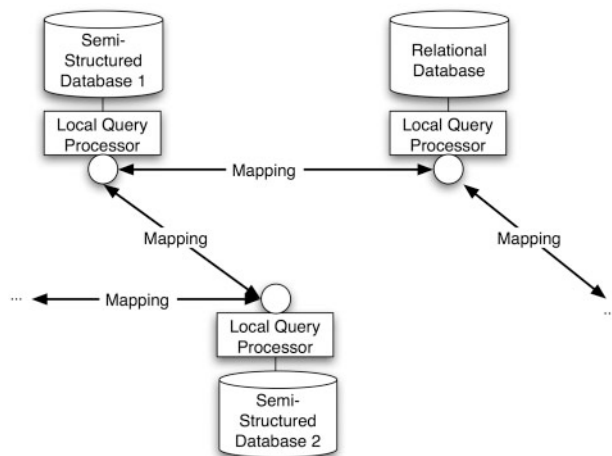 Semi-
Structured
Database 1
Relational
Database
Local Query
Processor
Local Query
Processor
Mapping
Mapping
Mapping
...
Mapping
...
Local Query
Processor
Semi-
Structured
Database 2